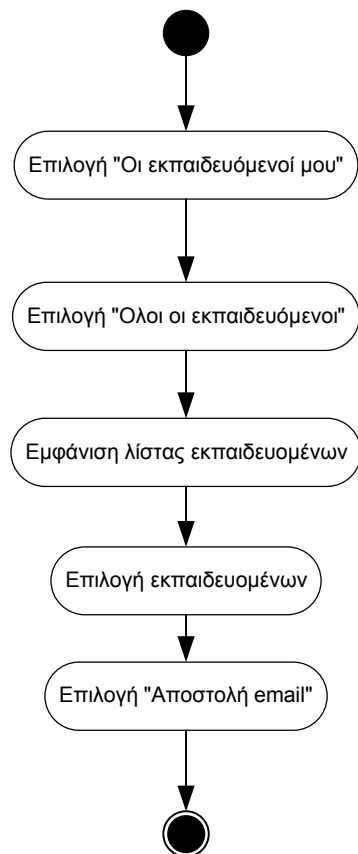 Επιλογή "Οι εκπαιδευόμενοί μου"
Επιλογή "Ολοι οι εκπαιδευόμενοι"
Εμφάνιση λίστας εκπαιδευομένων
Επιλογή εκπαιδευομένων
Επιλογή "Αποστολή email"